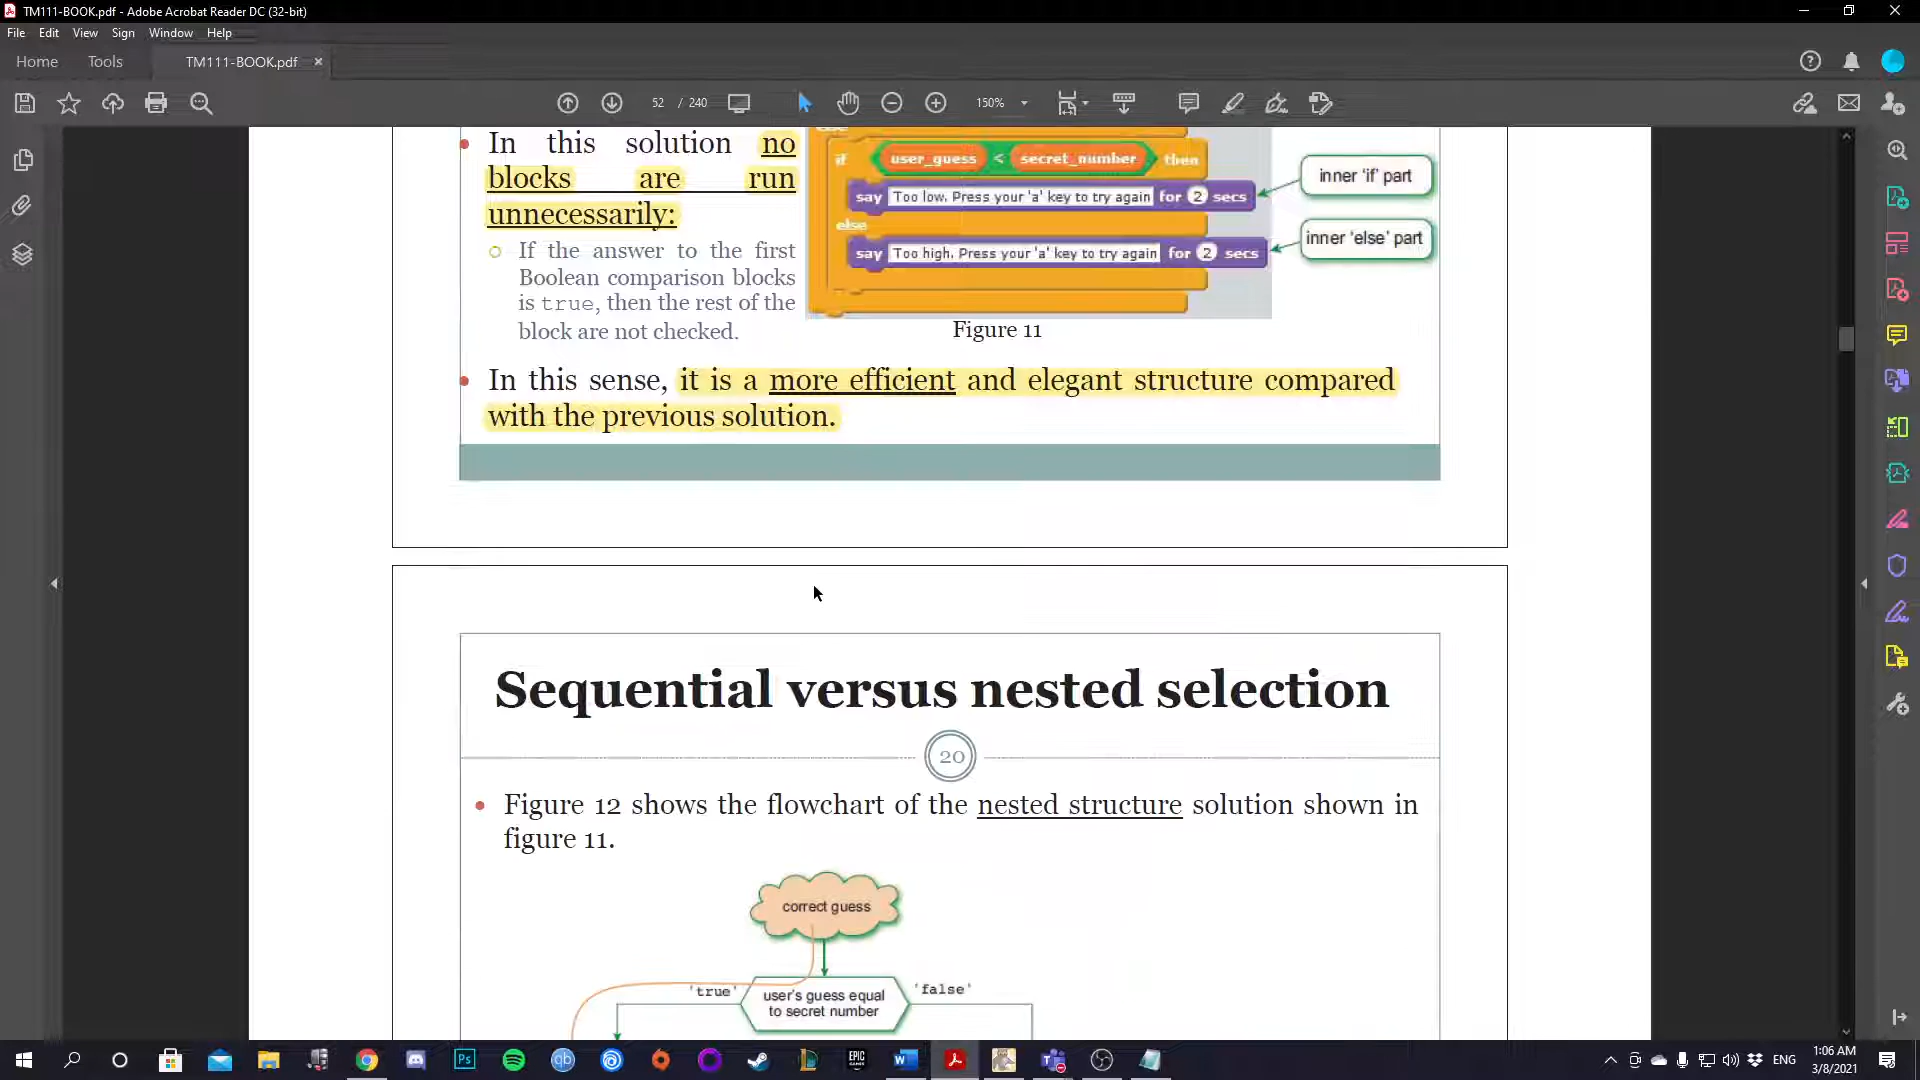 TM111-BOOK.pdf - Adobe Acrobat Reader DC (32-bit)
File Edit View Sign Window Help
Home Tools TM111-BOOK.pdf ×
52 / 240 150%
In this solution no
blocks are run
unnecessarily:
If the answer to the first
Boolean comparison blocks
is true, then the rest of the
block are not checked.
if user_guess < secret_number then
say Too low. Press your 'a' key to try again for 2 secs
else
say Too high. Press your 'a' key to try again for 2 secs
inner 'if' part
inner 'else' part
Figure 11
In this sense, it is a more efficient and elegant structure compared
with the previous solution.
Sequential versus nested selection
20
Figure 12 shows the flowchart of the nested structure solution shown in
figure 11.
correct guess
'true'
user's guess equal
to secret number
'false'
ENG
1:06 AM
3/8/2021